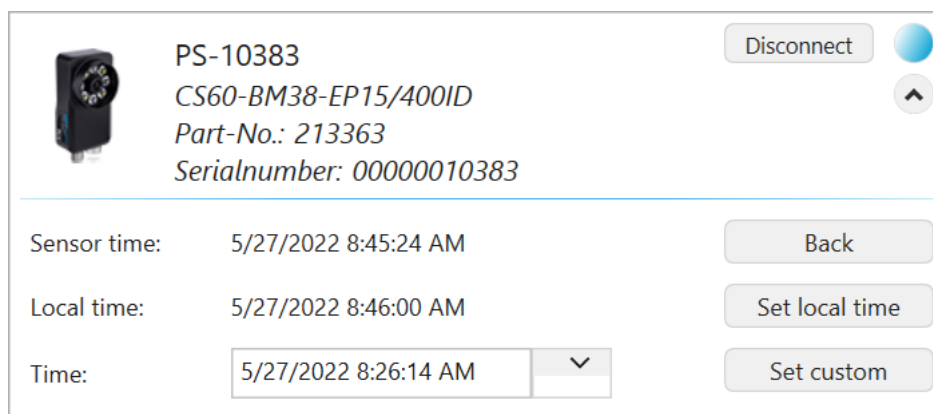 PS-10383
Disconnect
CS60-BM38-EP15/400ID
Part-No.: 213363
Serialnumber: 00000010383
Sensor time: 5/27/2022 8:45:24 AM Back
Local time: 5/27/2022 8:46:00 AM Set local time
Time: 5/27/2022 8:26:14 AM Set custom